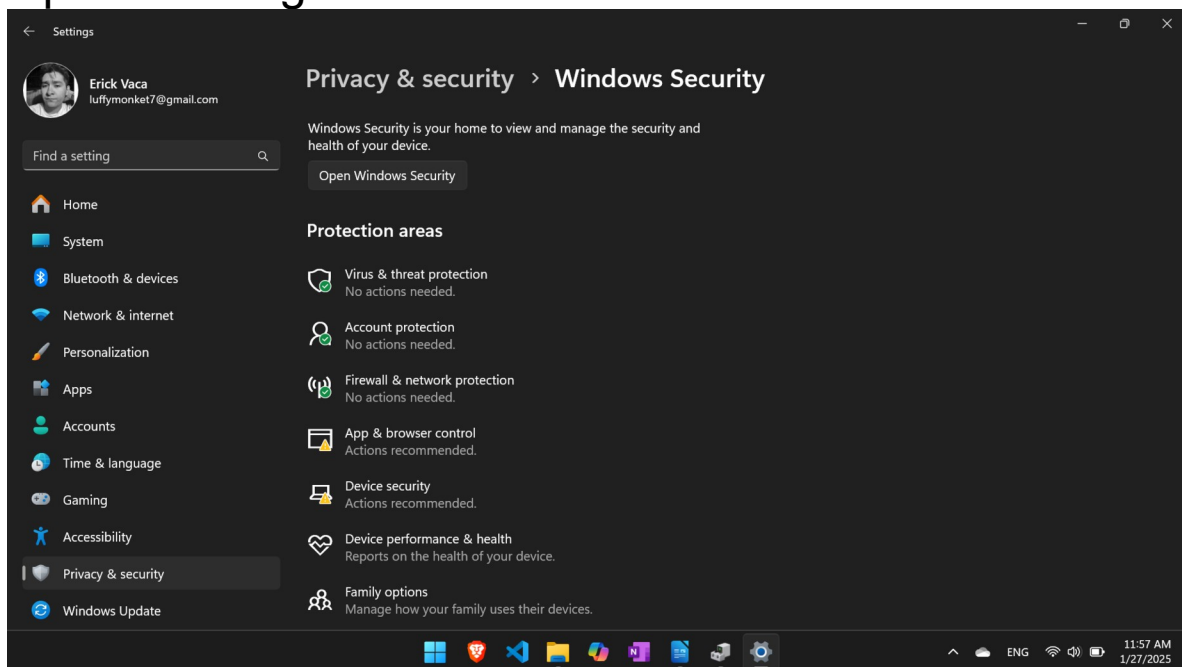 Settings
Erick Vaca
luffymonket7@gmail.com
Find a setting
Home
System
Bluetooth & devices
Network & internet
Personalization
Apps
Accounts
Time & language
Gaming
Accessibility
Privacy & security
Windows Update
Privacy & security > Windows Security
Windows Security is your home to view and manage the security and
health of your device.
Open Windows Security
Protection areas
Virus & threat protection
No actions needed.
Account protection
No actions needed.
Firewall & network protection
No actions needed.
App & browser control
Actions recommended.
Device security
Actions recommended.
Device performance & health
Reports on the health of your device.
Family options
Manage how your family uses their devices.
ENG
11:57 AM
1/27/2025